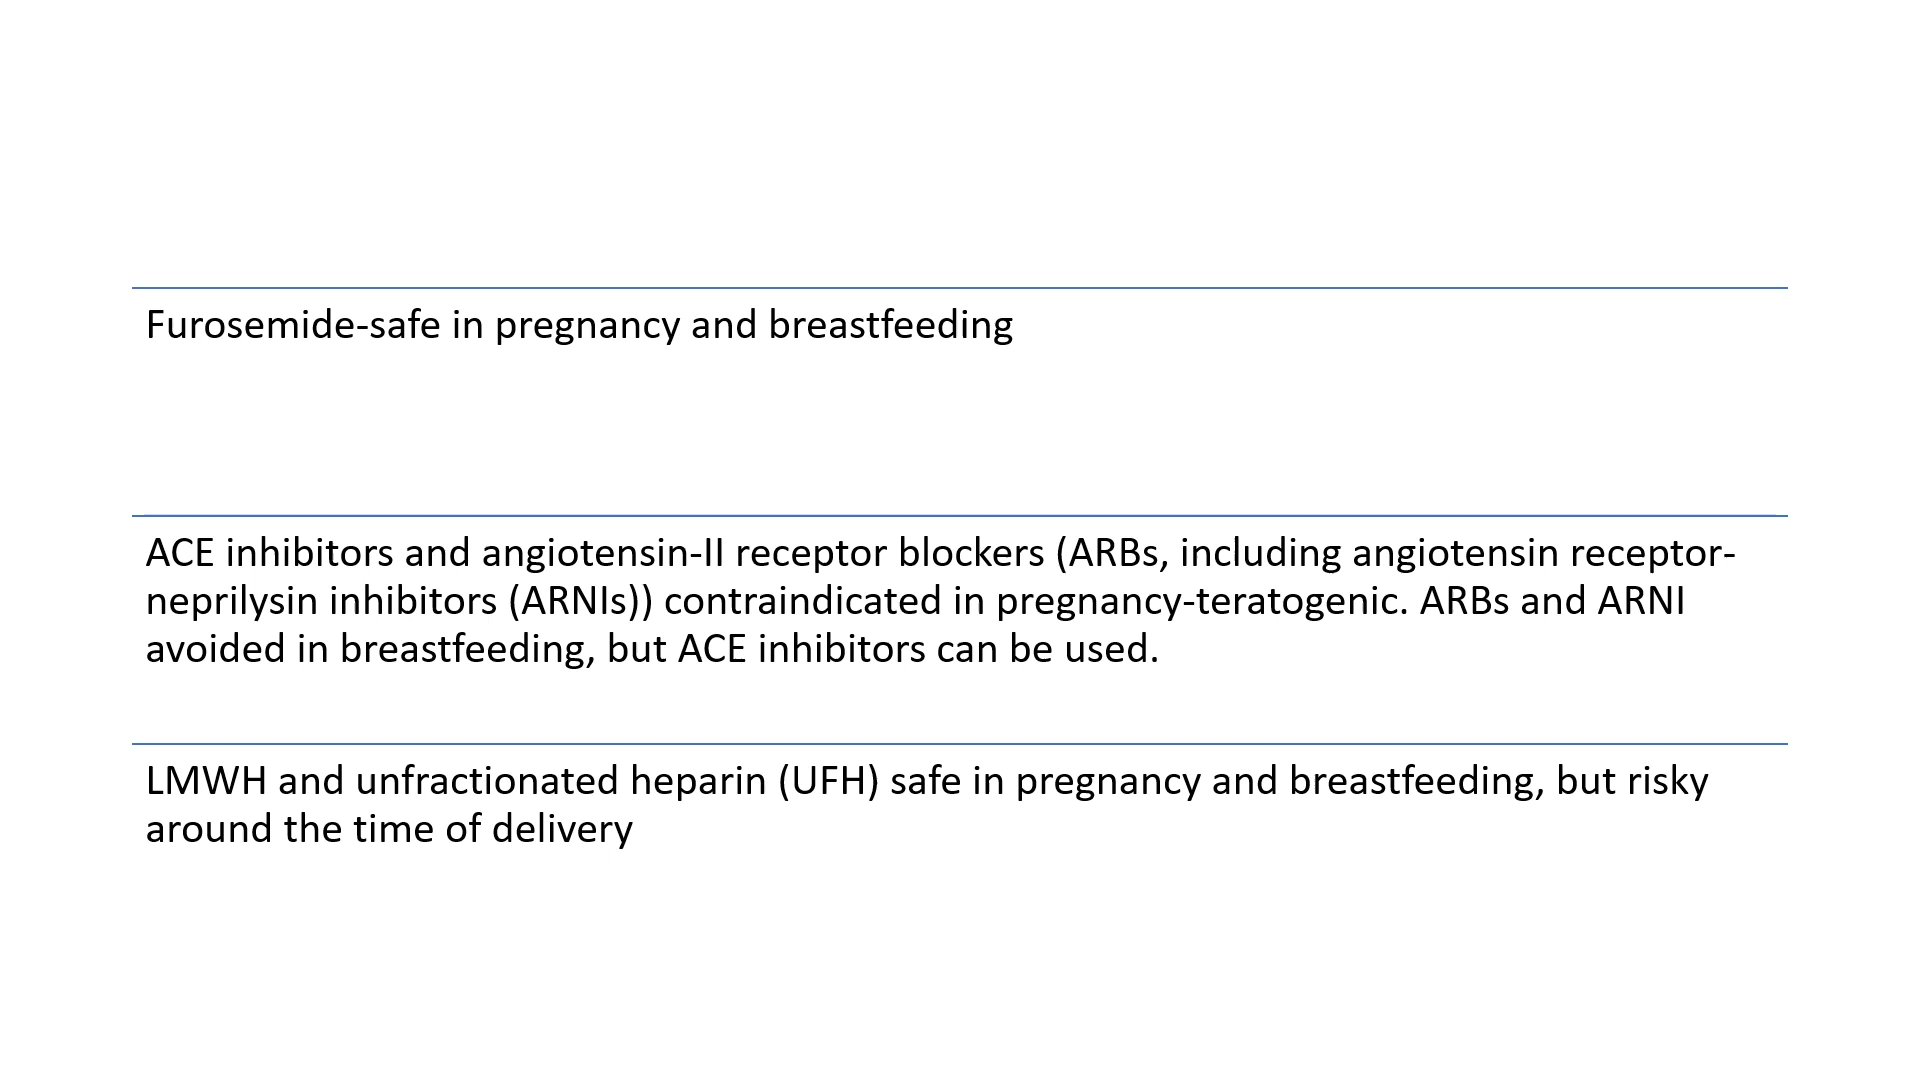 Furosemide-safe in pregnancy and breastfeeding
ACE inhibitors and angiotensin-II receptor blockers (ARBs, including angiotensin receptor-
neprilysin inhibitors (ARNIs)) contraindicated in pregnancy-teratogenic. ARBs and ARNI
avoided in breastfeeding, but ACE inhibitors can be used.
LMWH and unfractionated heparin (UFH) safe in pregnancy and breastfeeding, but risky
around the time of delivery